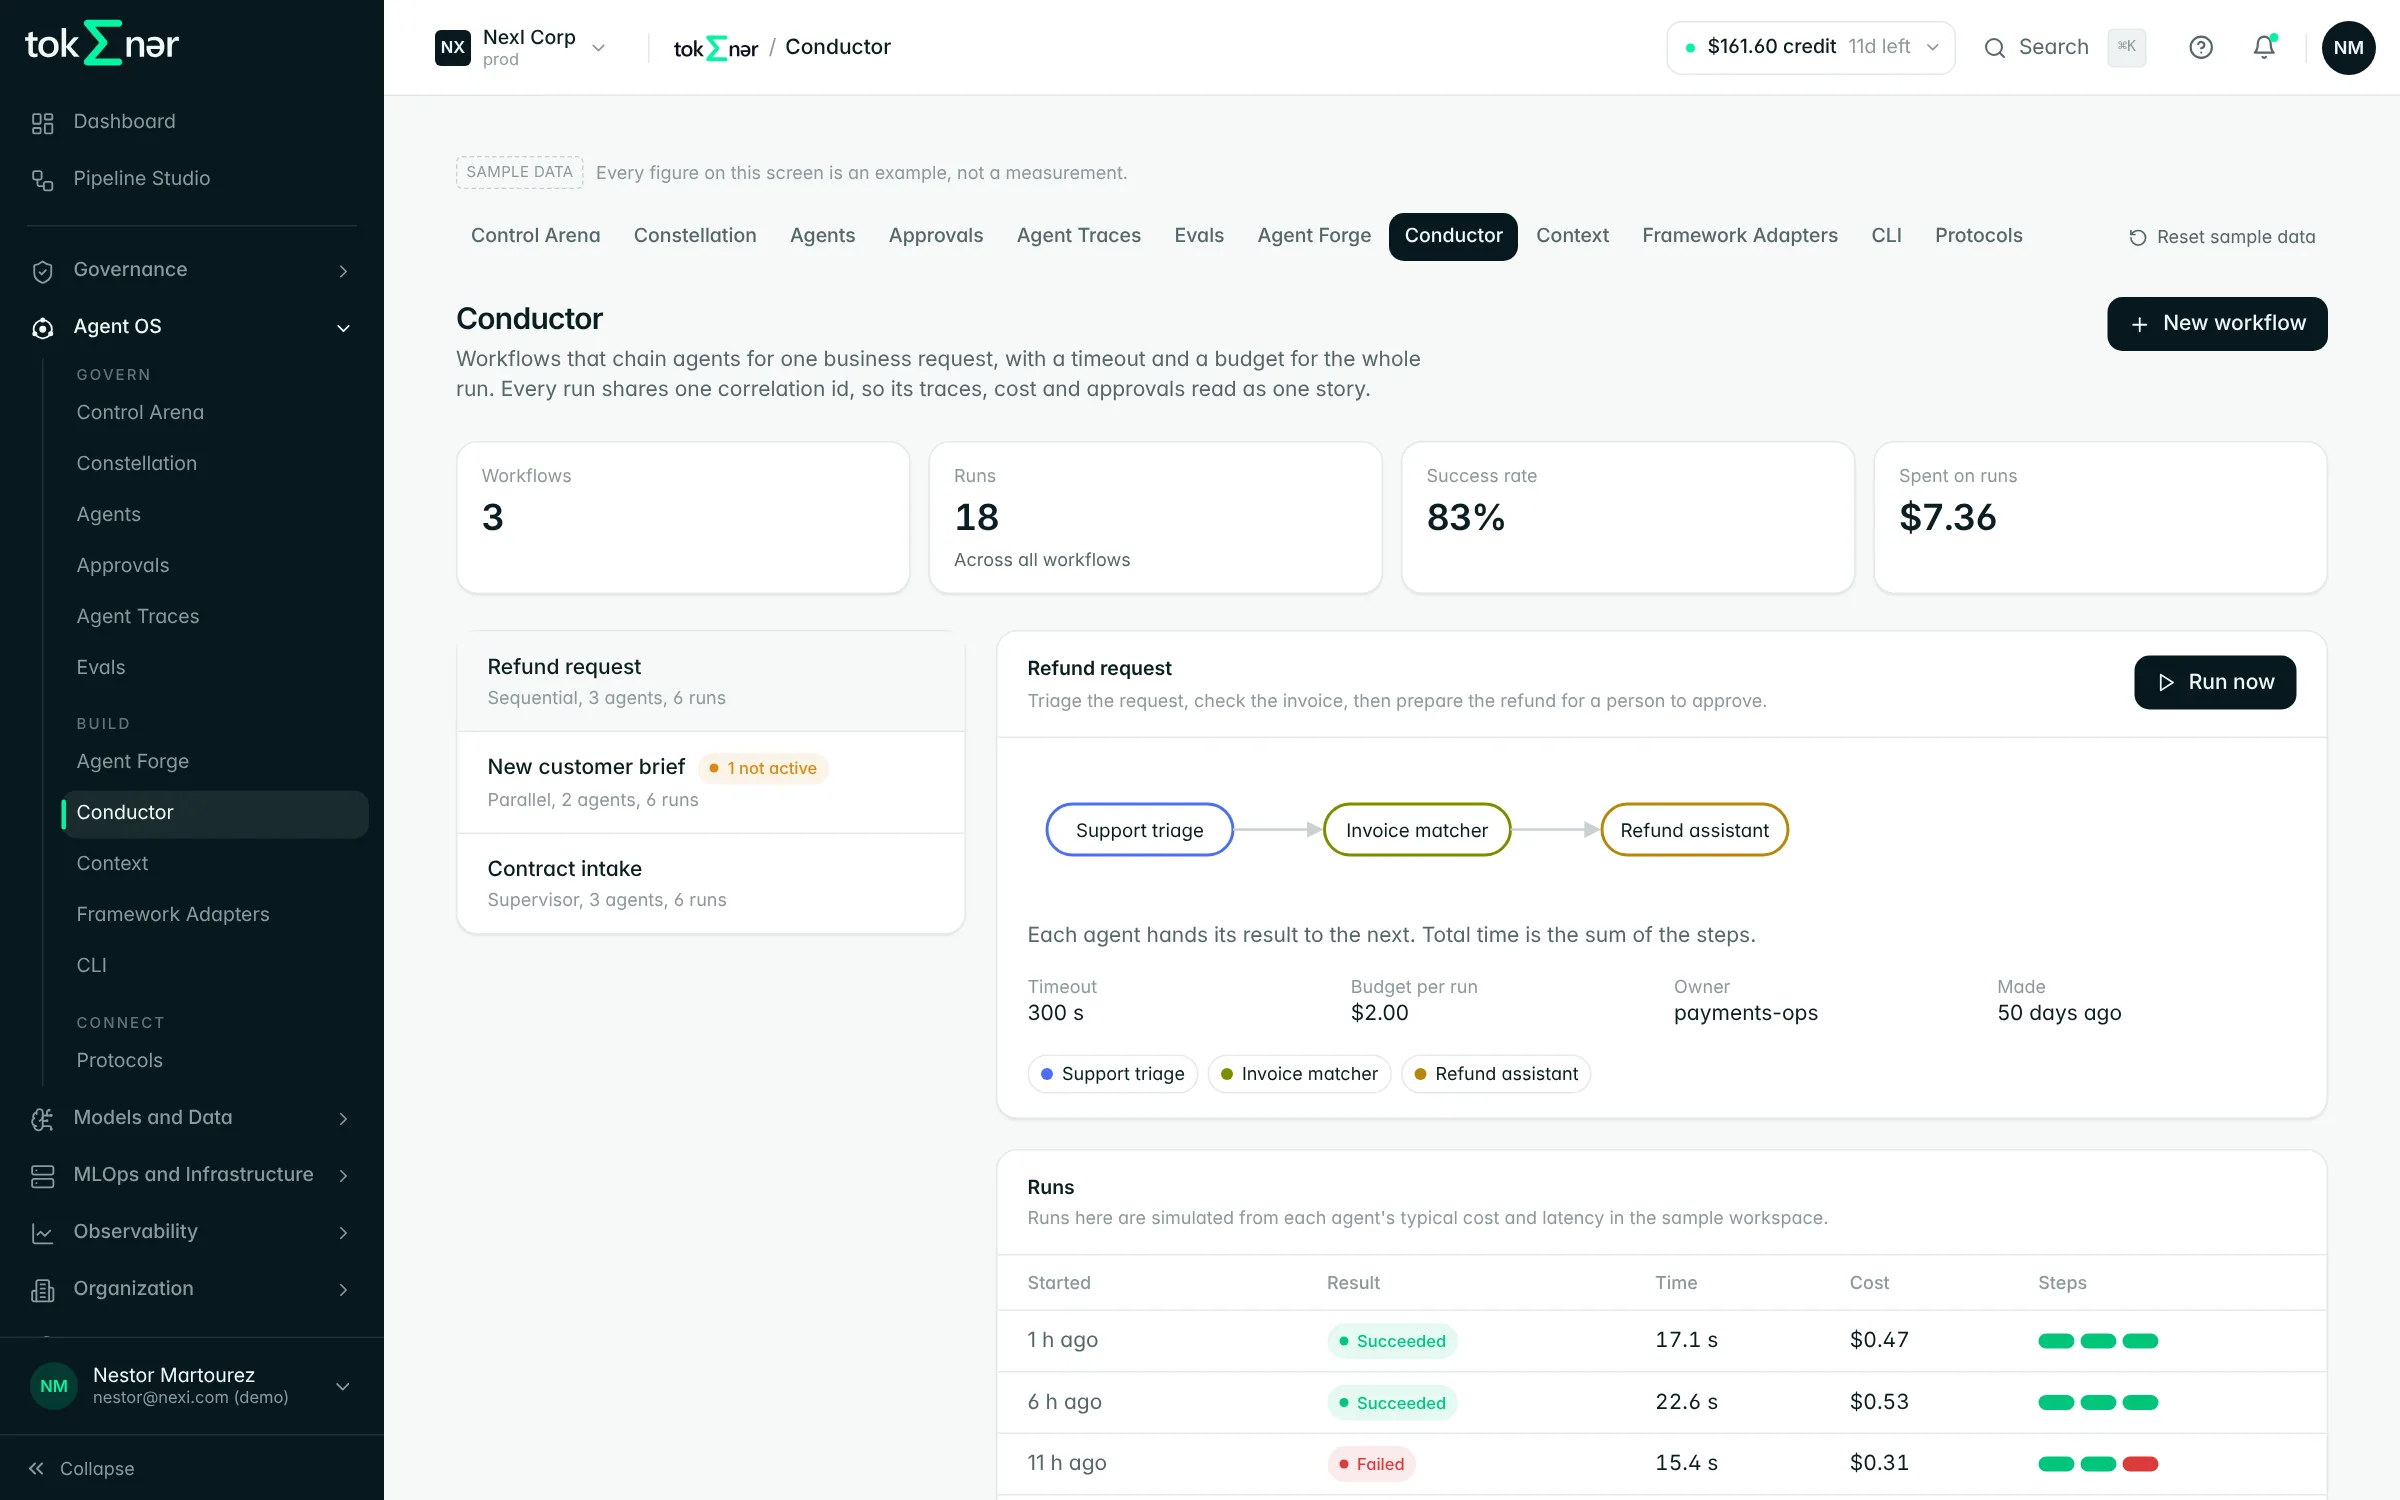 tokΣnər
Dashboard
Pipeline Studio
Governance
Agent OS
GOVERN
Control Arena
Constellation
Agents
Approvals
Agent Traces
Evals
BUILD
Agent Forge
Conductor
Context
Framework Adapters
CLI
CONNECT
Protocols
Models and Data
MLOps and Infrastructure
Observability
Organization
NM
Nestor Martourez
nestor@nexi.com (demo)
Collapse
NX
Nexl Corp
prod
tokΣnər / Conductor
$161.60 credit 11d left
Search ⌘K
NM
SAMPLE DATA Every figure on this screen is an example, not a measurement.
Control Arena Constellation Agents Approvals Agent Traces Evals Agent Forge Conductor Context Framework Adapters CLI Protocols Reset sample data
Conductor
Workflows that chain agents for one business request, with a timeout and a budget for the whole
run. Every run shares one correlation id, so its traces, cost and approvals read as one story.
+ New workflow
Workflows
3
Runs
18
Across all workflows
Success rate
83%
Spent on runs
$7.36
Refund request
Sequential, 3 agents, 6 runs
New customer brief 1 not active
Parallel, 2 agents, 6 runs
Contract intake
Supervisor, 3 agents, 6 runs
Refund request
Triage the request, check the invoice, then prepare the refund for a person to approve.
Run now
Support triage Invoice matcher Refund assistant
Each agent hands its result to the next. Total time is the sum of the steps.
Timeout Budget per run Owner Made
300 s $2.00 payments-ops 50 days ago
Support triage Invoice matcher Refund assistant
Runs
Runs here are simulated from each agent's typical cost and latency in the sample workspace.
Started Result Time Cost Steps
1 h ago Succeeded 17.1 s $0.47
6 h ago Succeeded 22.6 s $0.53
11 h ago Failed 15.4 s $0.31